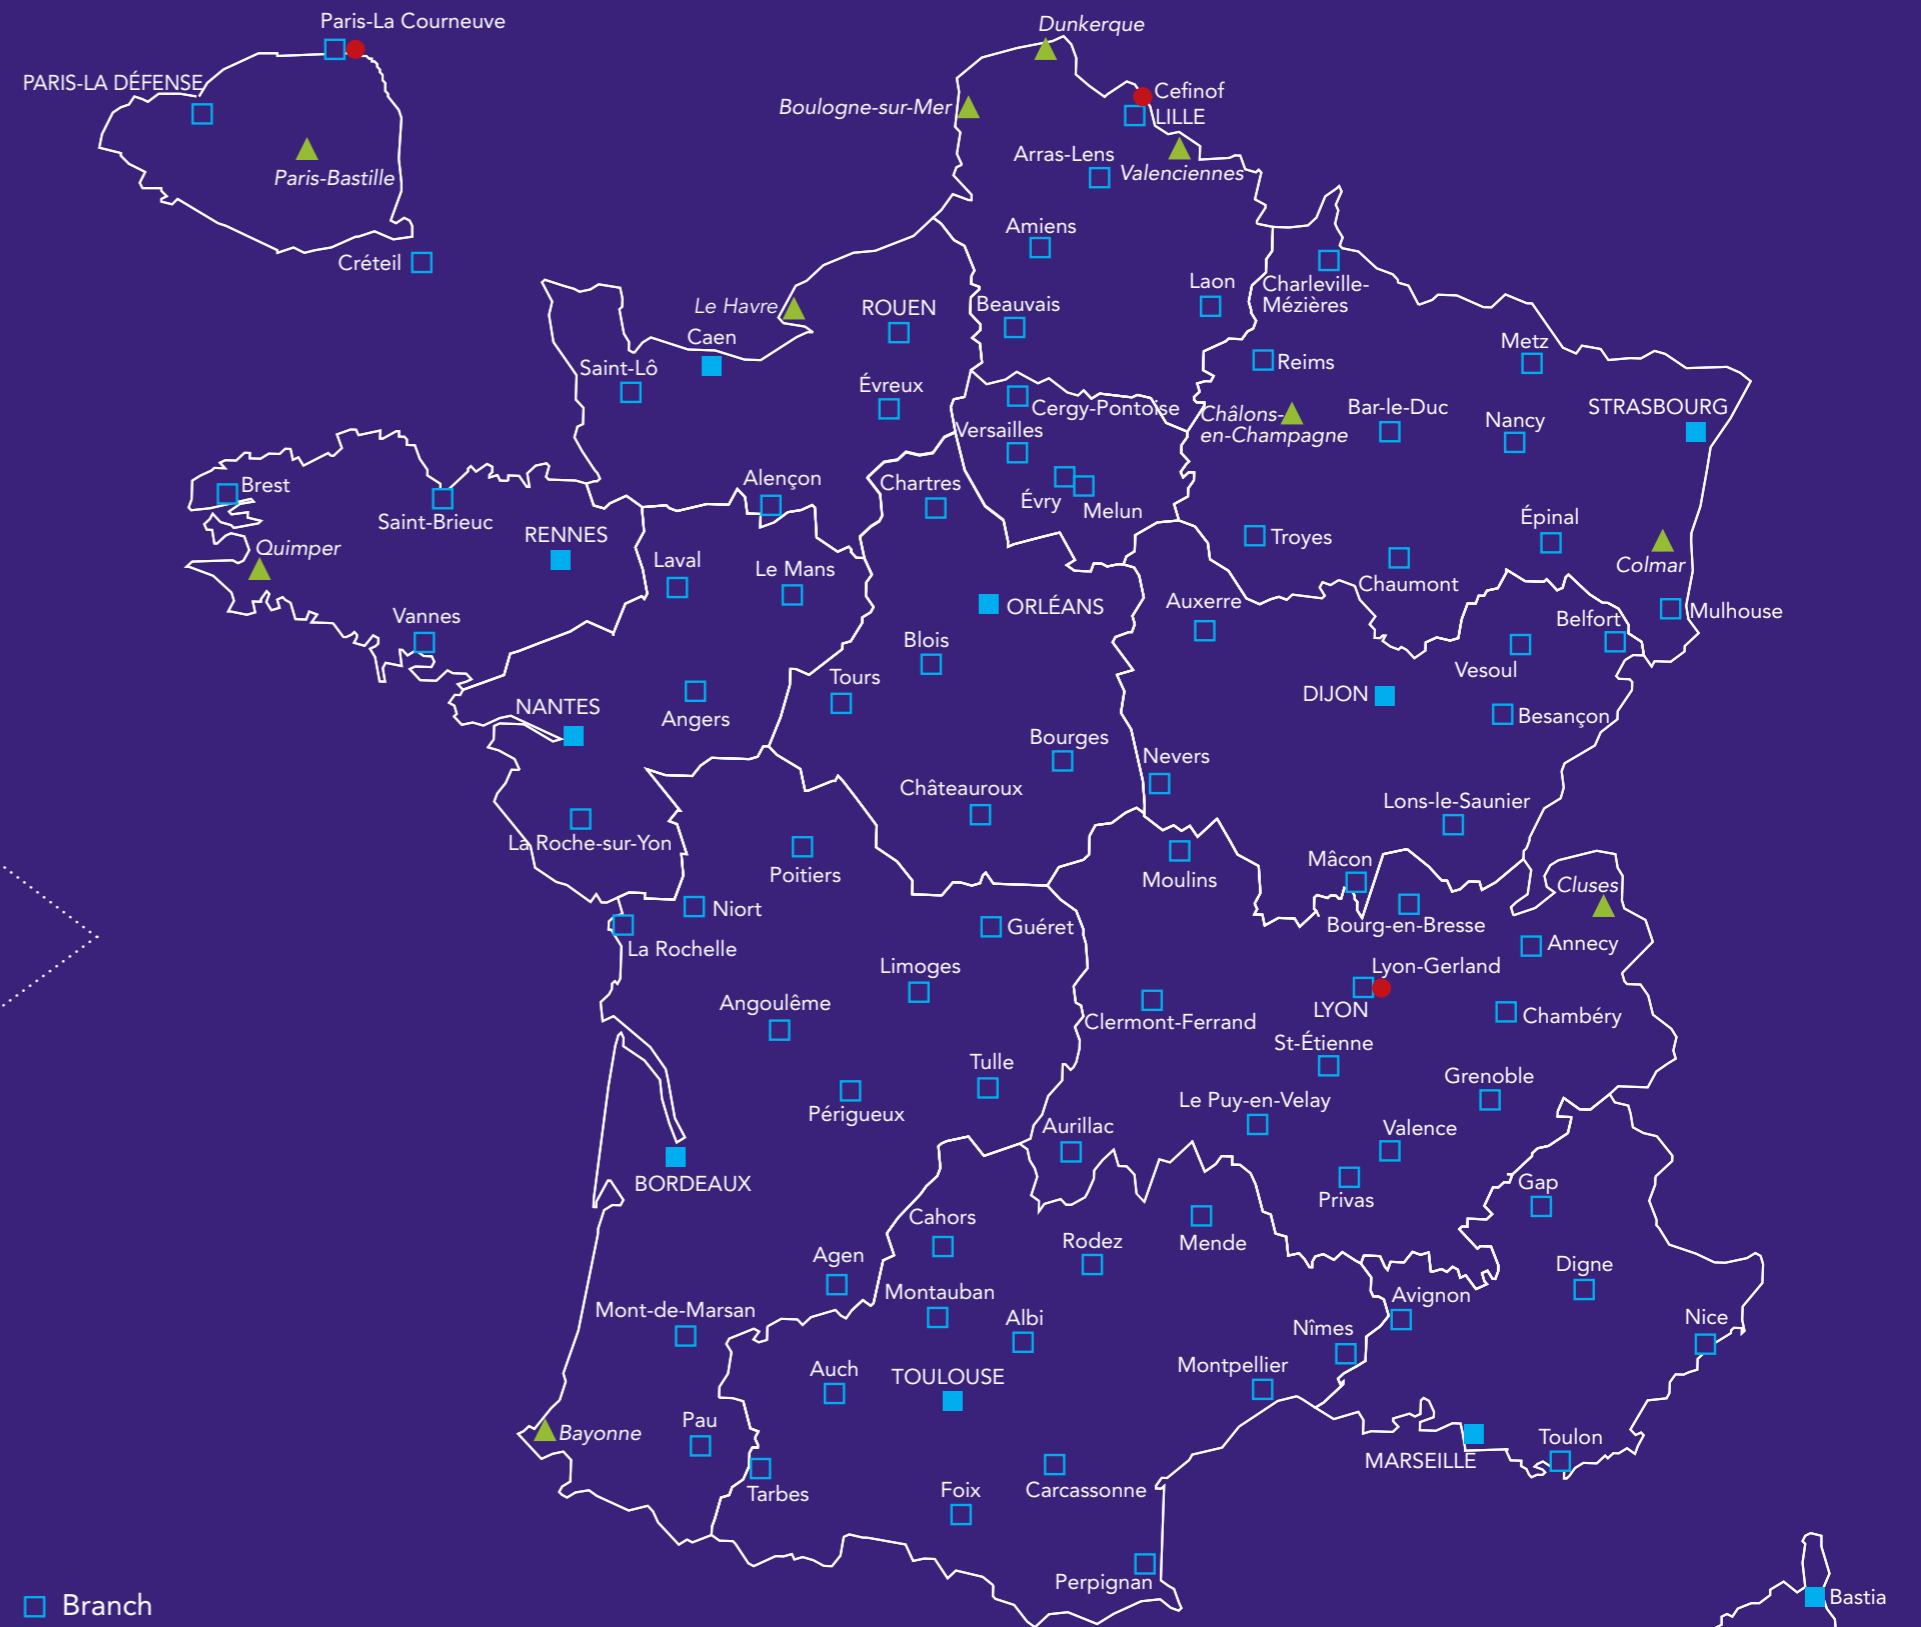 Paris-La Courneuve
PARIS-LA DÉFENSE
Paris-Bastille
Créteil
Dunkerque
Boulogne-sur-Mer
Cefinof
LILLE
Arras-Lens
Valenciennes
Amiens
Laon
Charleville-
Mézières
Le Havre
ROUEN
Beauvais
Caen
Metz
Saint-Lô
Reims
Évreux
Cergy-Pontoise
Châlons-
en-Champagne
Bar-le-Duc
STRASBOURG
Versailles
Nancy
Brest
Alençon
Chartres
Évry
Melun
Saint-Brieuc
Épinal
RENNES
Troyes
Quimper
Laval
Le Mans
Colmar
Chaumont
Auxerre
ORLÉANS
Mulhouse
Vannes
Belfort
Blois
Vesoul
Tours
DIJON
NANTES
Angers
Besançon
Bourges
Nevers
Châteauroux
Lons-le-Saunier
La Roche-sur-Yon
Poitiers
Moulins
Mâcon
Cluses
Niort
Guéret
Bourg-en-Bresse
La Rochelle
Annecy
Limoges
Lyon-Gerland
Angoulême
LYON
Clermont-Ferrand
Chambéry
St-Étienne
Tulle
Grenoble
Périgueux
Le Puy-en-Velay
Aurillac
Valence
BORDEAUX
Privas
Gap
Cahors
Rodez
Mende
Agen
Digne
Montauban
Avignon
Mont-de-Marsan
Albi
Nîmes
Nice
Auch
TOULOUSE
Montpellier
Pau
Bayonne
Toulon
MARSEILLE
Tarbes
Foix
Carcassonne
Perpignan
Bastia
Branch